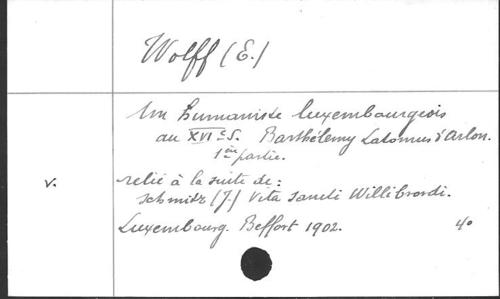 Wolff (E.)
Un humaniste luxembourgeois
au XVIe S. Barthélemy Latomus d'Arlon.
1ère partie.
v. relié à la suite de:
Schmitz (J.) Vita Sancti Willibrordi.
Luxembourg. Beffort 1902. 4o